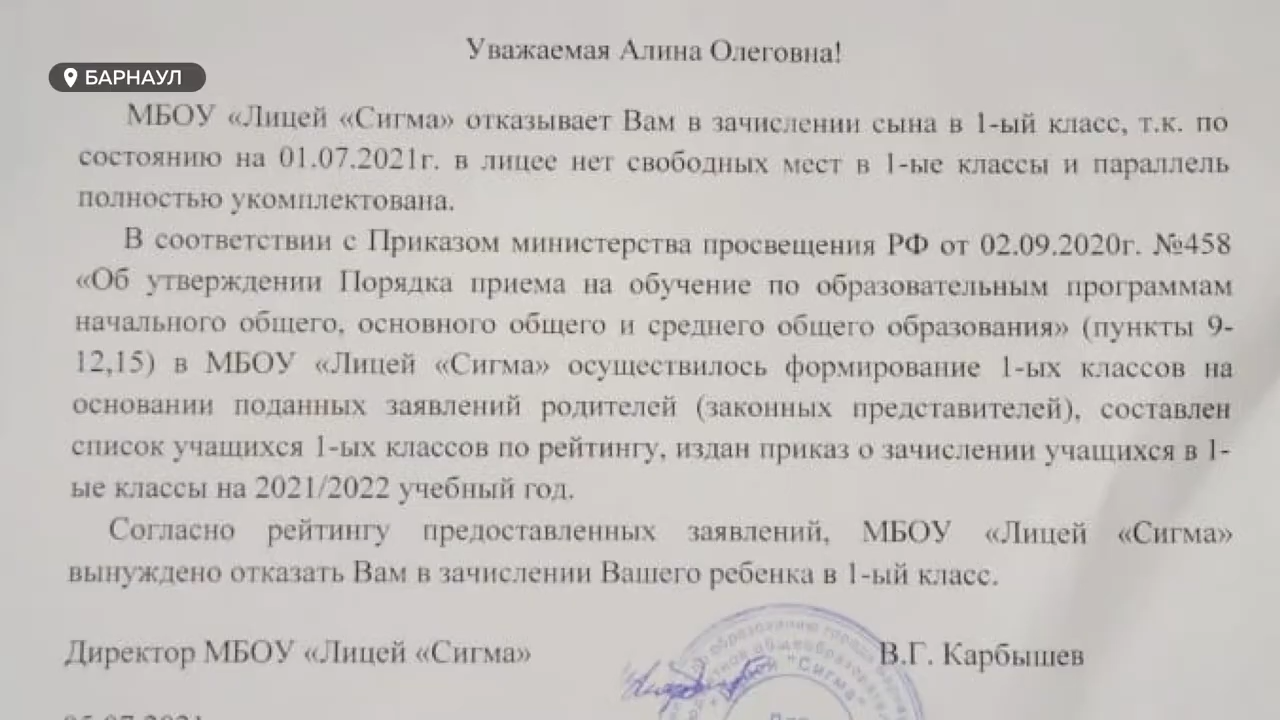 Уважаемая Алина Олеговна!
БАРНАУЛ
МБОУ «Лицей «Сигма» отказывает Вам в зачислении сына в 1-ый класс, т.к. по
состоянию на 01.07.2021г. в лицее нет свободных мест в 1-ые классы и параллель
полностью укомплектована.
В соответствии с Приказом министерства просвещения РФ от 02.09.2020г. №458
«Об утверждении Порядка приема на обучение по образовательным программам
начального общего, основного общего и среднего общего образования» (пункты 9-
12,15) в МБОУ «Лицей «Сигма» осуществилось формирование 1-ых классов на
основании поданных заявлений родителей (законных представителей), составлен
список учащихся 1-ых классов по рейтингу, издан приказ о зачислении учащихся в 1-
ые классы на 2021/2022 учебный год.
Согласно рейтингу предоставленных заявлений, МБОУ «Лицей «Сигма»
вынуждено отказать Вам в зачислении Вашего ребенка в 1-ый класс.
Директор МБОУ «Лицей «Сигма» В.Г. Карбышев
образованию города
"Сигма"